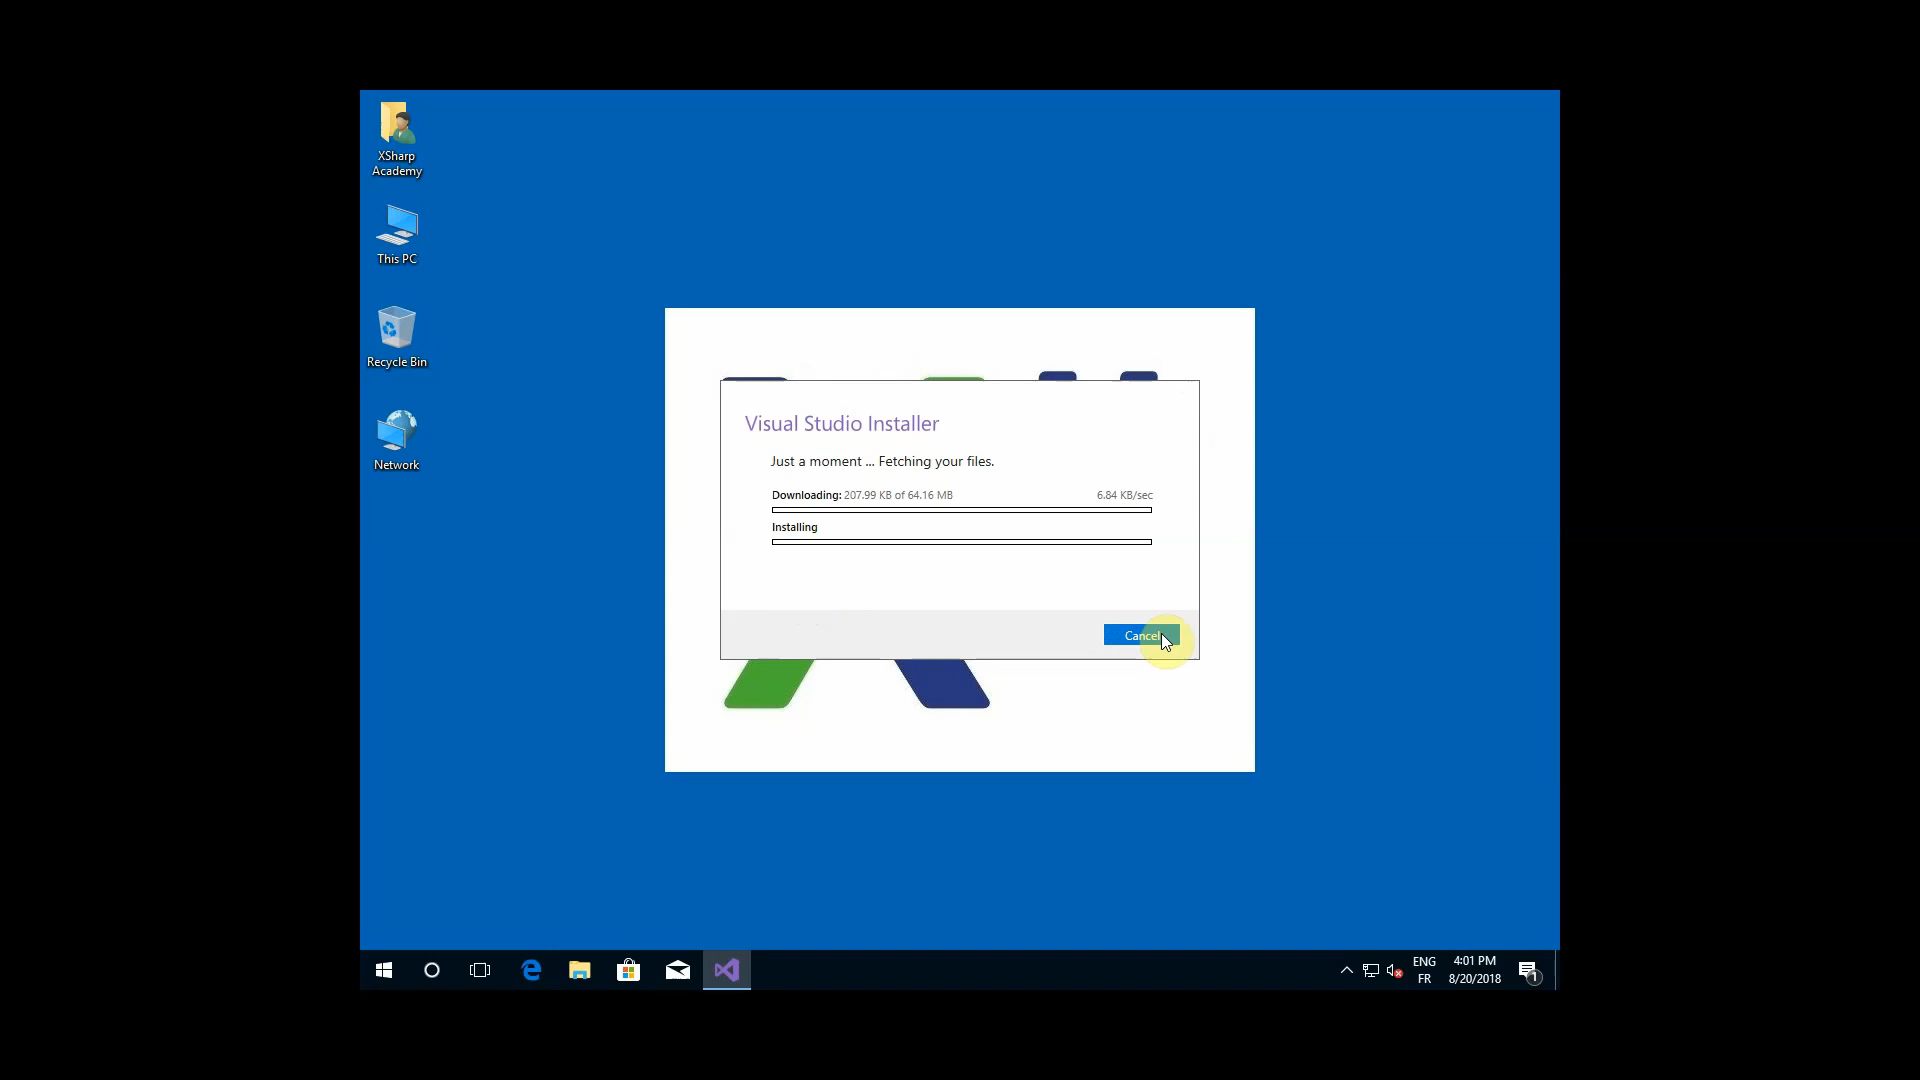 XSharp
Academy
This PC
Recycle Bin
Network
Visual Studio Installer
Just a moment ... Fetching your files.
Downloading: 207.99 KB of 64.16 MB 6.84 KB/sec
Installing
Cancel
ENG 4:01 PM
FR 8/20/2018
1